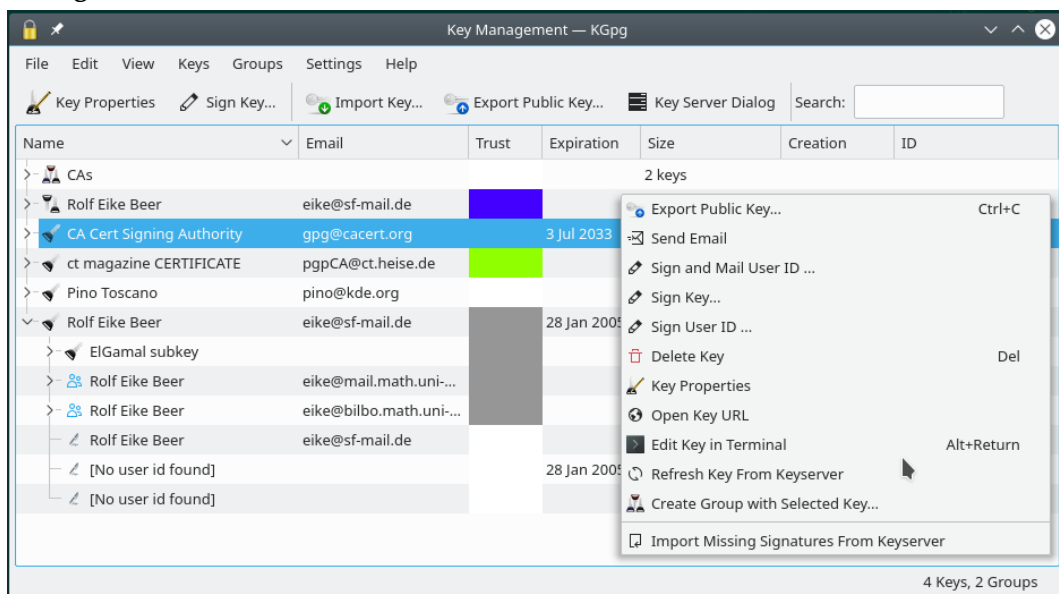 Key Management — KGpg
File Edit View Keys Groups Settings Help
Key Properties Sign Key... Import Key... Export Public Key... Key Server Dialog Search:
Name Email Trust Expiration Size Creation ID
CAs 2 keys
Rolf Eike Beer eike@sf-mail.de
CA Cert Signing Authority gpg@cacert.org 3 Jul 2033
ct magazine CERTIFICATE pgpCA@ct.heise.de
Pino Toscano pino@kde.org
Rolf Eike Beer eike@sf-mail.de 28 Jan 2005
ElGamal subkey
Rolf Eike Beer eike@mail.math.uni-...
Rolf Eike Beer eike@bilbo.math.uni-...
Rolf Eike Beer eike@sf-mail.de
[No user id found] 28 Jan 2005
[No user id found]
Export Public Key... Ctrl+C
Send Email
Sign and Mail User ID ...
Sign Key...
Sign User ID ...
Delete Key Del
Key Properties
Open Key URL
Edit Key in Terminal Alt+Return
Refresh Key From Keyserver
Create Group with Selected Key...
Import Missing Signatures From Keyserver
4 Keys, 2 Groups